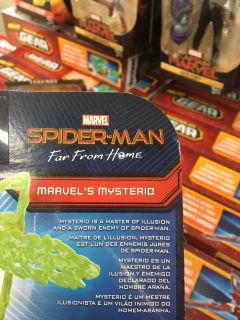 MARVEL
SPIDER-MAN
Far From Home
MARVEL'S MYSTERIO
MYSTERIO IS A MASTER OF ILLUSION
AND A SWORN ENEMY OF SPIDER-MAN.
MAITRE DE L'ILLUSION, MYSTERIO
EST L'UN DES ENNEMIS JURES
DE SPIDER-MAN.
MYSTERIO ES UN
MAESTRO DE LA
ILUSIÓN Y ENEMIGO
DECLARADO DEL
HOMBRE ARAÑA.
MYSTERIO É UM MESTRE
ILUSIONISTA E UM VILÃO INIMIGO DO
HOMEM-ARANHA.
GEAR
GEAR